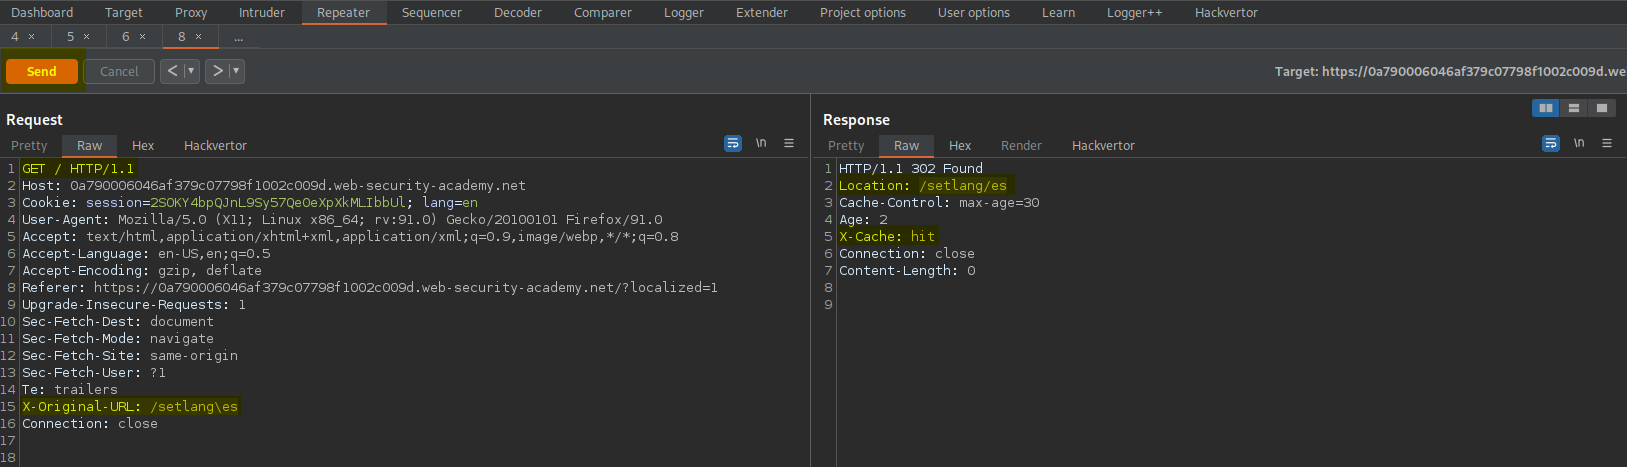 Dashboard Target Proxy Intruder Repeater Sequencer Decoder Comparer Logger Extender Project options User options Learn Logger++ Hackvertor
4 × 5 × 6 × 8 × ...
Send Cancel < ▾ > ▾ Target: https://0a790006046af379c07798f1002c009d.we
Request
Pretty Raw Hex Hackvertor \n ≡
1 GET / HTTP/1.1
2 Host: 0a790006046af379c07798f1002c009d.web-security-academy.net
3 Cookie: session=2SOKY4bpQJnL9Sy57QeOeXpXkMLIbbUl; lang=en
4 User-Agent: Mozilla/5.0 (X11; Linux x86_64; rv:91.0) Gecko/20100101 Firefox/91.0
5 Accept: text/html,application/xhtml+xml,application/xml;q=0.9,image/webp,*/*;q=0.8
6 Accept-Language: en-US,en;q=0.5
7 Accept-Encoding: gzip, deflate
8 Referer: https://0a790006046af379c07798f1002c009d.web-security-academy.net/?localized=1
9 Upgrade-Insecure-Requests: 1
10 Sec-Fetch-Dest: document
11 Sec-Fetch-Mode: navigate
12 Sec-Fetch-Site: same-origin
13 Sec-Fetch-User: ?1
14 Te: trailers
15 X-Original-URL: /setlang\es
16 Connection: close
17
18
Response
Pretty Raw Hex Render Hackvertor \n ≡
1 HTTP/1.1 302 Found
2 Location: /setlang/es
3 Cache-Control: max-age=30
4 Age: 2
5 X-Cache: hit
6 Connection: close
7 Content-Length: 0
8
9